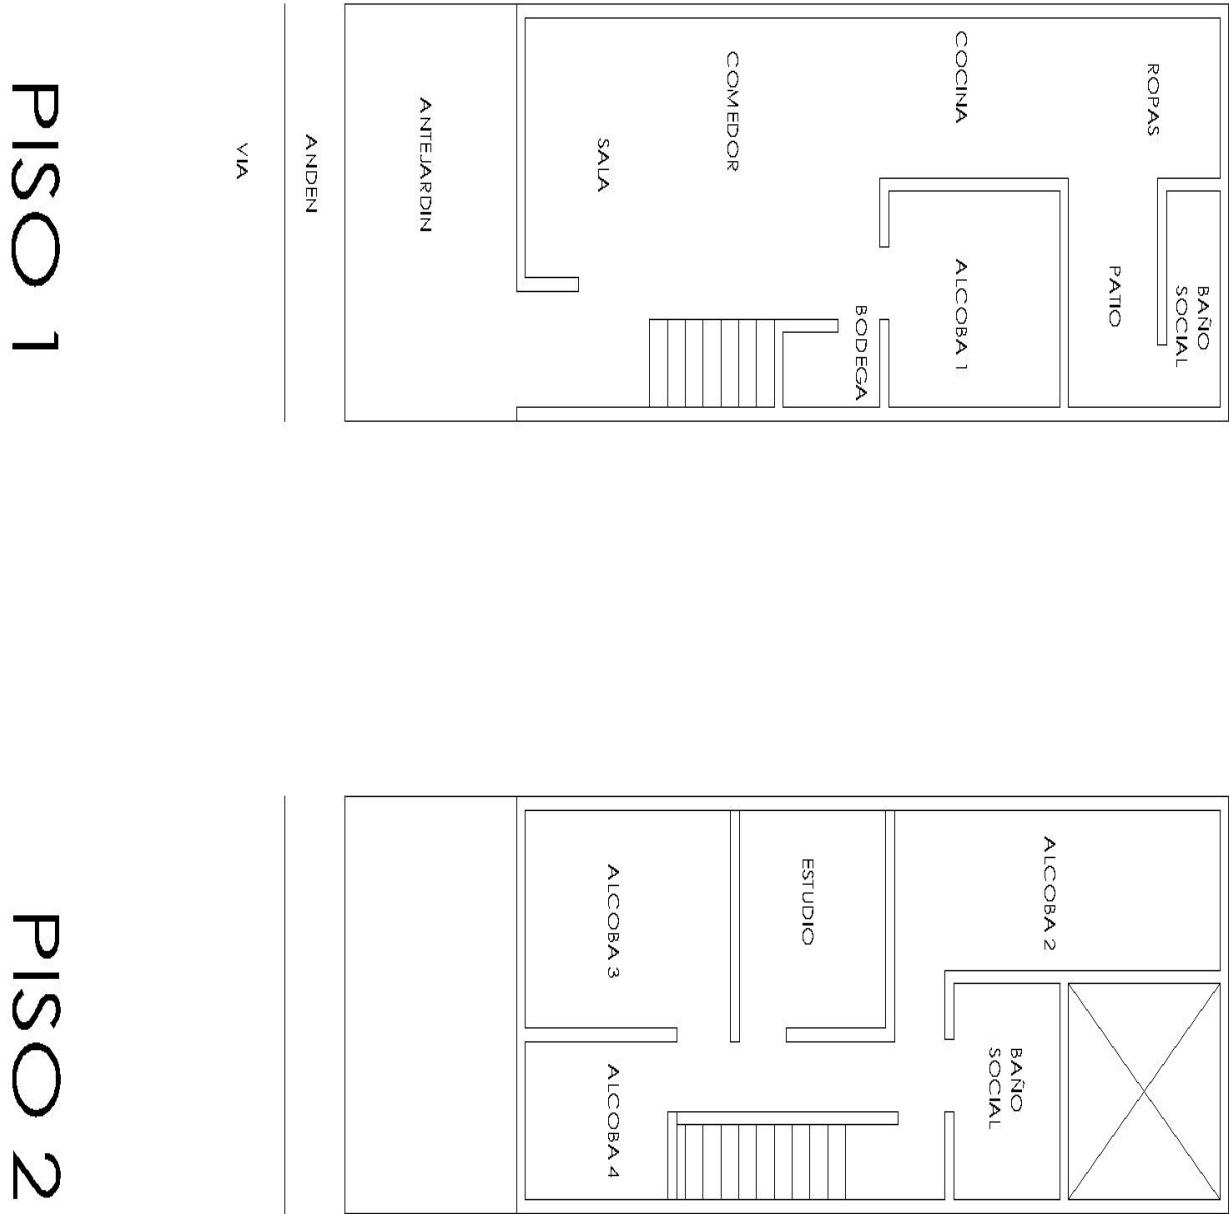 ROPAS
BAÑO
SOCIAL
PATIO
COCINA
ALCOBA 1
BODEGA
COMEDOR
SALA
ANTEJARDIN
ANDEN
VIA
PISO 1
ALCOBA 2
BAÑO
SOCIAL
ESTUDIO
ALCOBA 3
ALCOBA 4
PISO 2